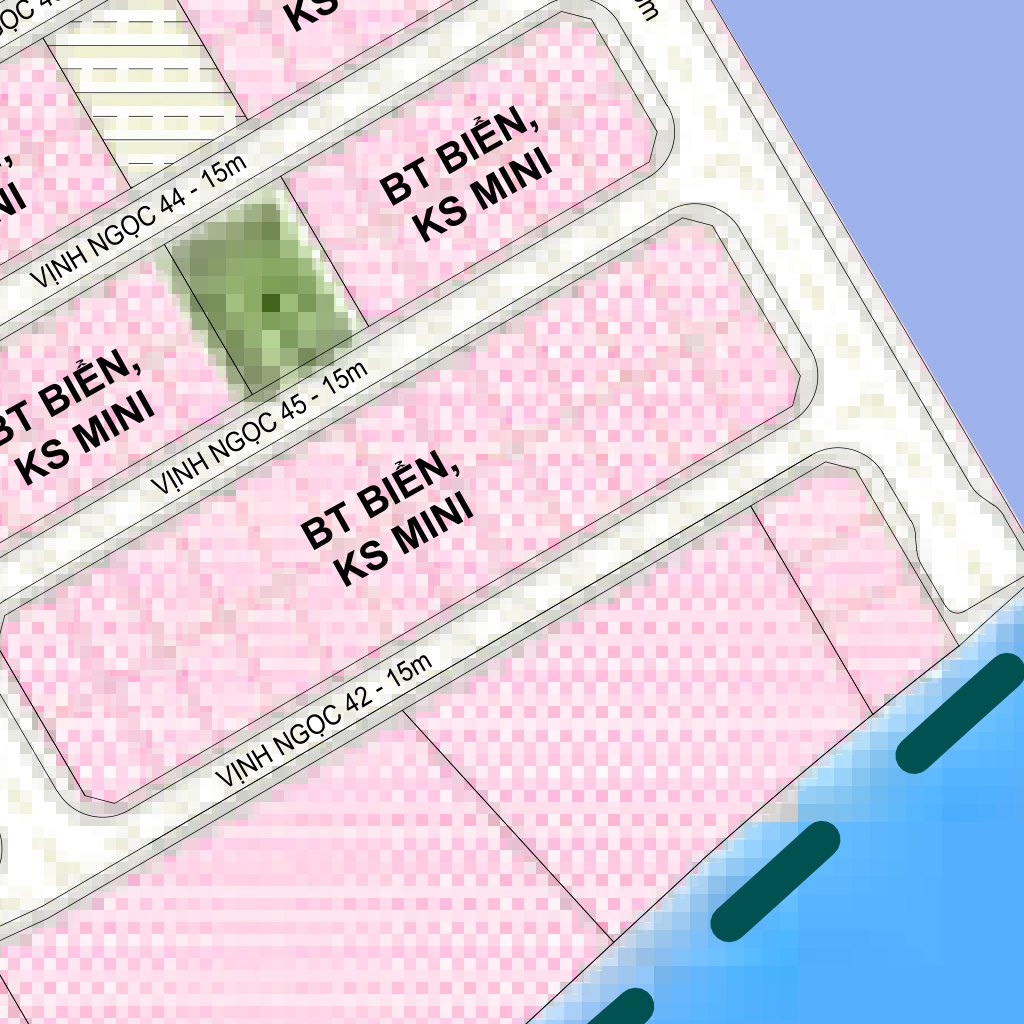 KS
BT BIỂN,
KS MINI
VỊNH NGỌC 44 - 15m
BT BIỂN,
KS MINI
VỊNH NGỌC 45 - 15m
BT BIỂN,
KS MINI
VỊNH NGỌC 42 - 15m